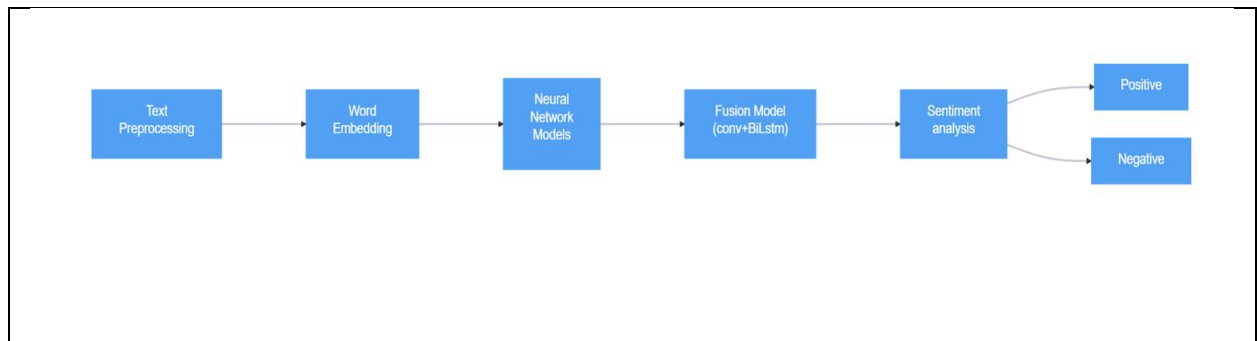 Text
Preprocessing
Word
Embedding
Neural
Network
Models
Fusion Model
(conv+BiLstm)
Sentiment
analysis
Positive
Negative